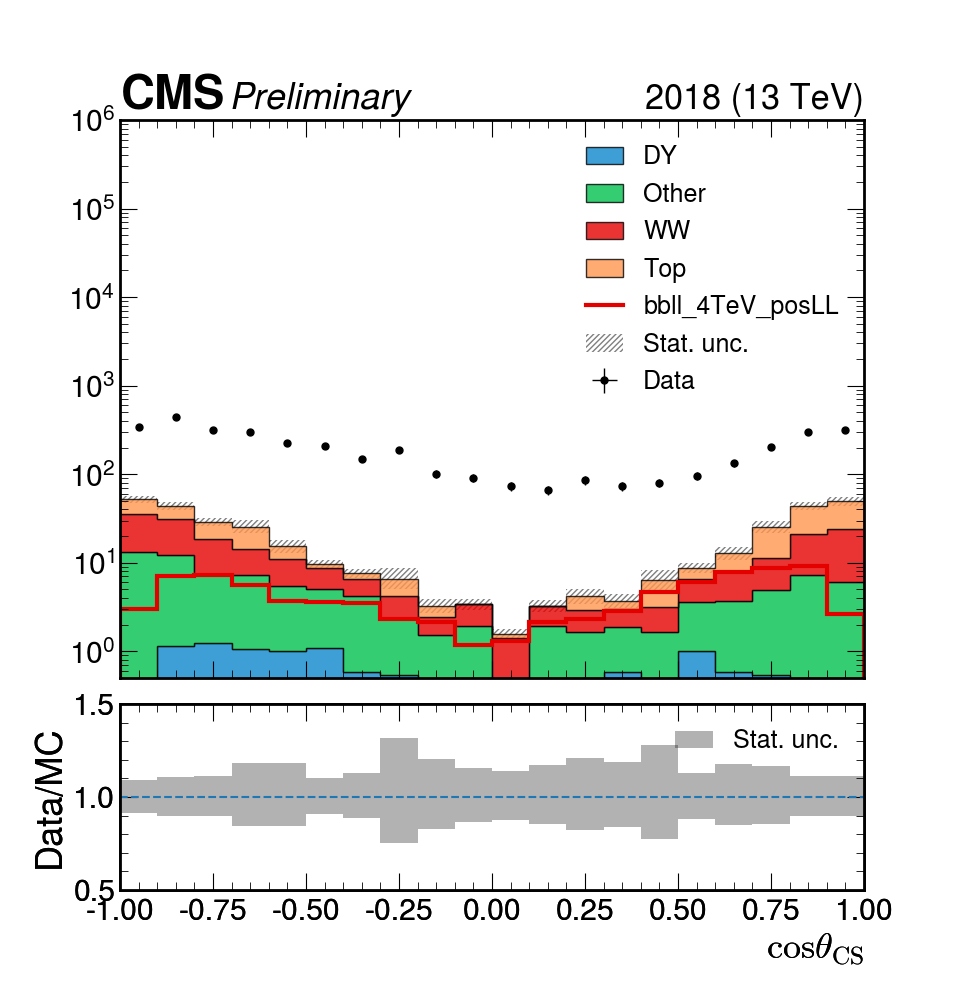 CMS Preliminary 2018 (13 TeV)
10^6
10^5
10^4
10^3
10^2
10^1
10^0
DY
Other
WW
Top
bbll_4TeV_posLL
Stat. unc.
Data
1.5
1.0
0.5
Data/MC
Stat. unc.
-1.00 -0.75 -0.50 -0.25 0.00 0.25 0.50 0.75 1.00
cosθ_CS